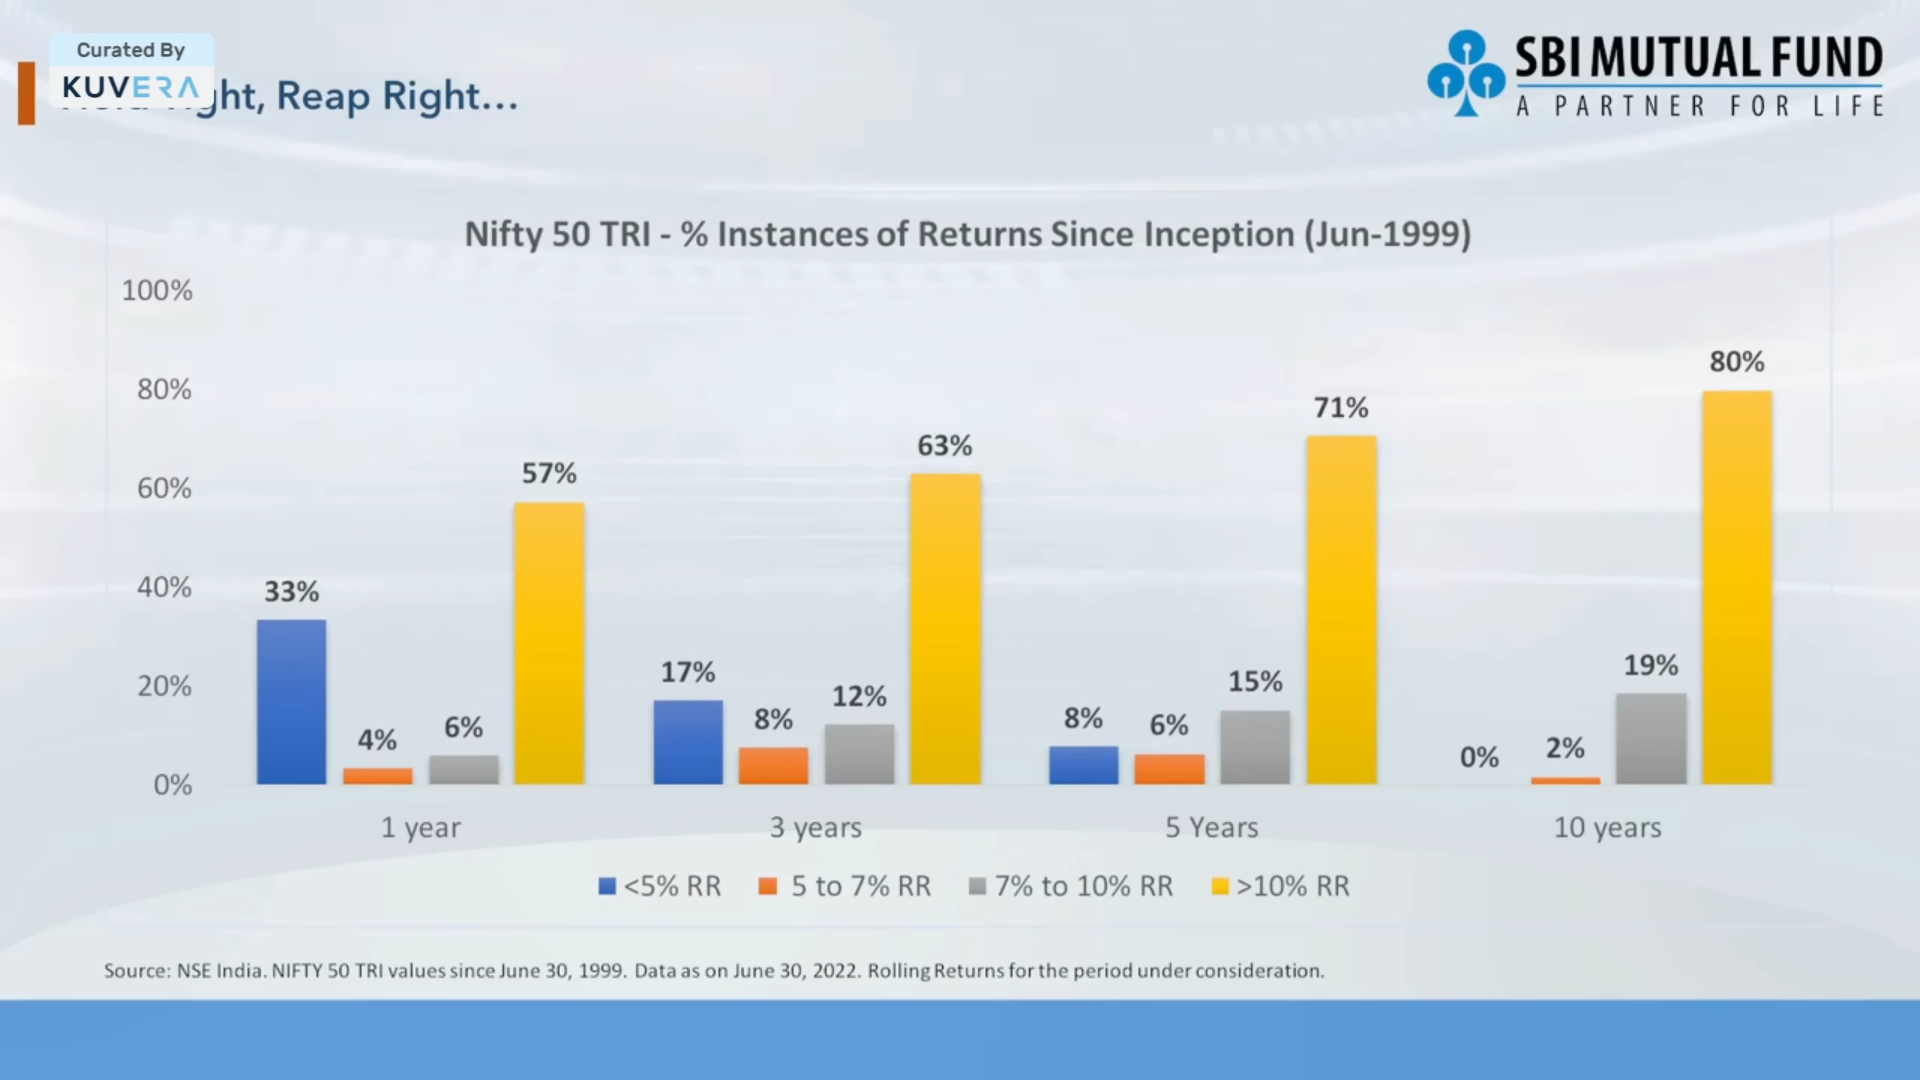 Curated By
KUVERA
ght, Reap Right...
SBI MUTUAL FUND
A PARTNER FOR LIFE
Nifty 50 TRI - % Instances of Returns Since Inception (Jun-1999)
100%
80%
60%
40%
20%
0%
33%
4%
6%
57%
17%
8%
12%
63%
8%
6%
15%
71%
0%
2%
19%
80%
1 year
3 years
5 Years
10 years
<5% RR
5 to 7% RR
7% to 10% RR
>10% RR
Source: NSE India. NIFTY 50 TRI values since June 30, 1999. Data as on June 30, 2022. Rolling Returns for the period under consideration.